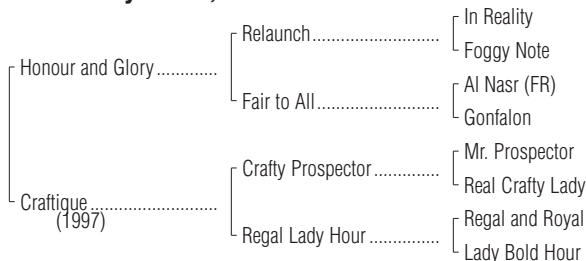 In Reality
Relaunch
Foggy Note
Honour and Glory
Al Nasr (FR)
Fair to All
Gonfalon
Mr. Prospector
Crafty Prospector
Real Crafty Lady
Craftique
(1997)
Regal and Royal
Regal Lady Hour
Lady Bold Hour